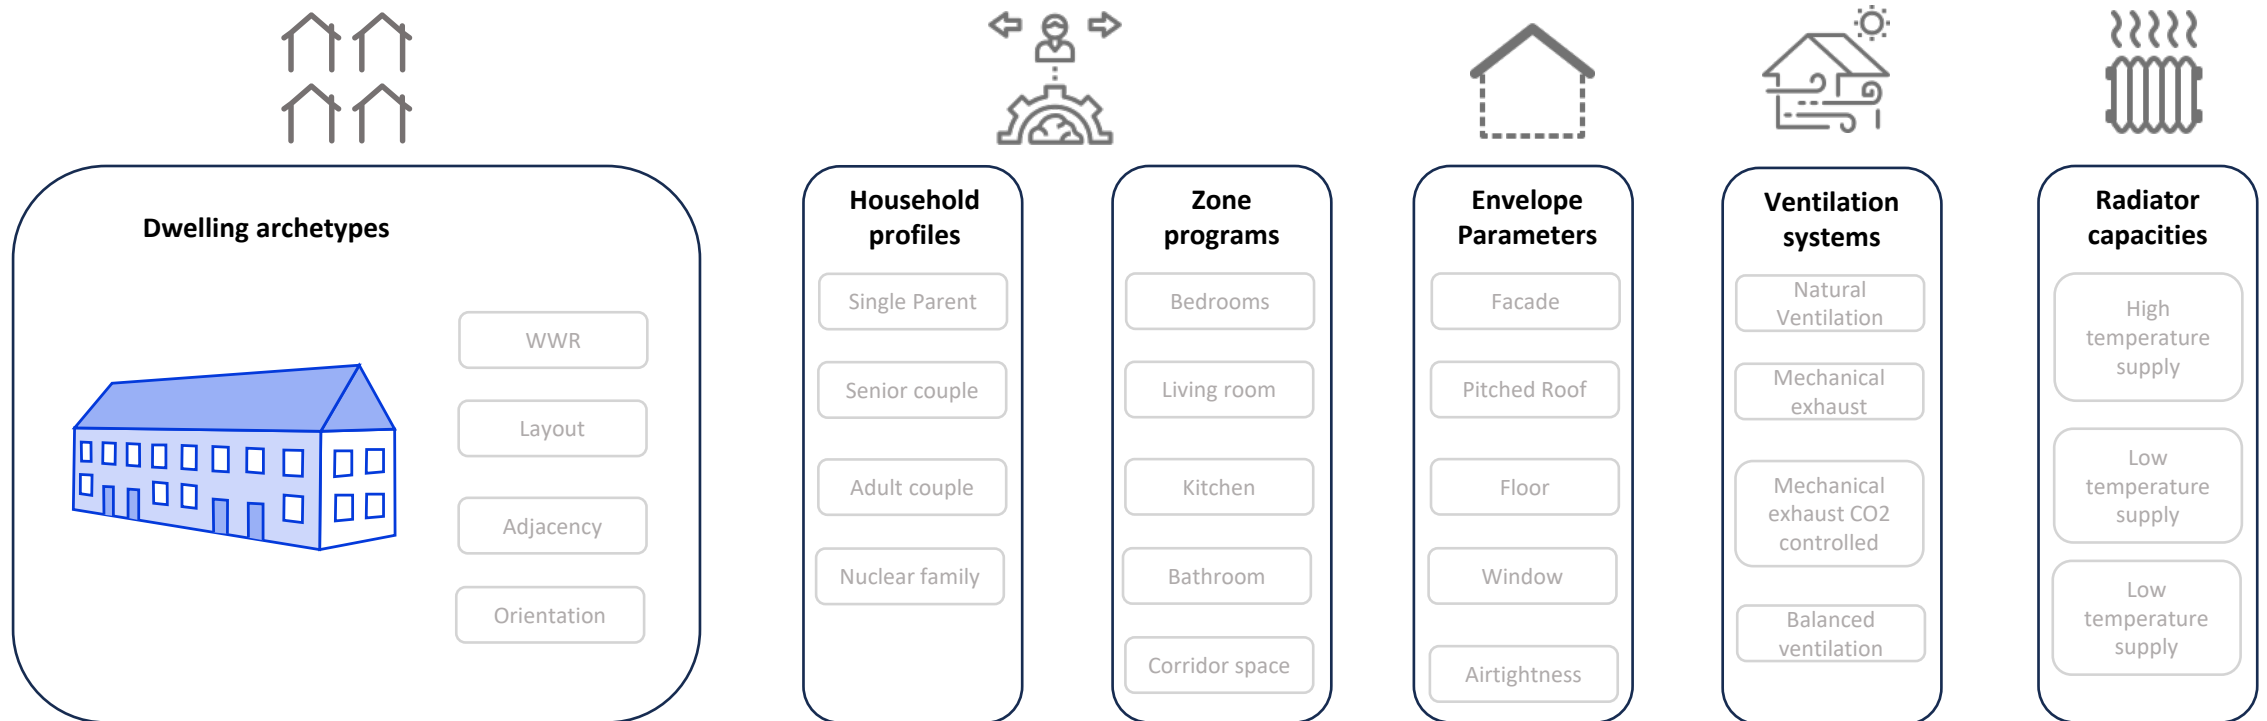 Dwelling archetypes
WWR
Layout
Adjacency
Orientation
Household
profiles
Single Parent
Senior couple
Adult couple
Nuclear family
Zone
programs
Bedrooms
Living room
Kitchen
Bathroom
Corridor space
Envelope
Parameters
Facade
Pitched Roof
Floor
Window
Airtightness
Ventilation
systems
Natural
Ventilation
Mechanical
exhaust
Mechanical
exhaust CO2
controlled
Balanced
ventilation
Radiator
capacities
High
temperature
supply
Low
temperature
supply
Low
temperature
supply